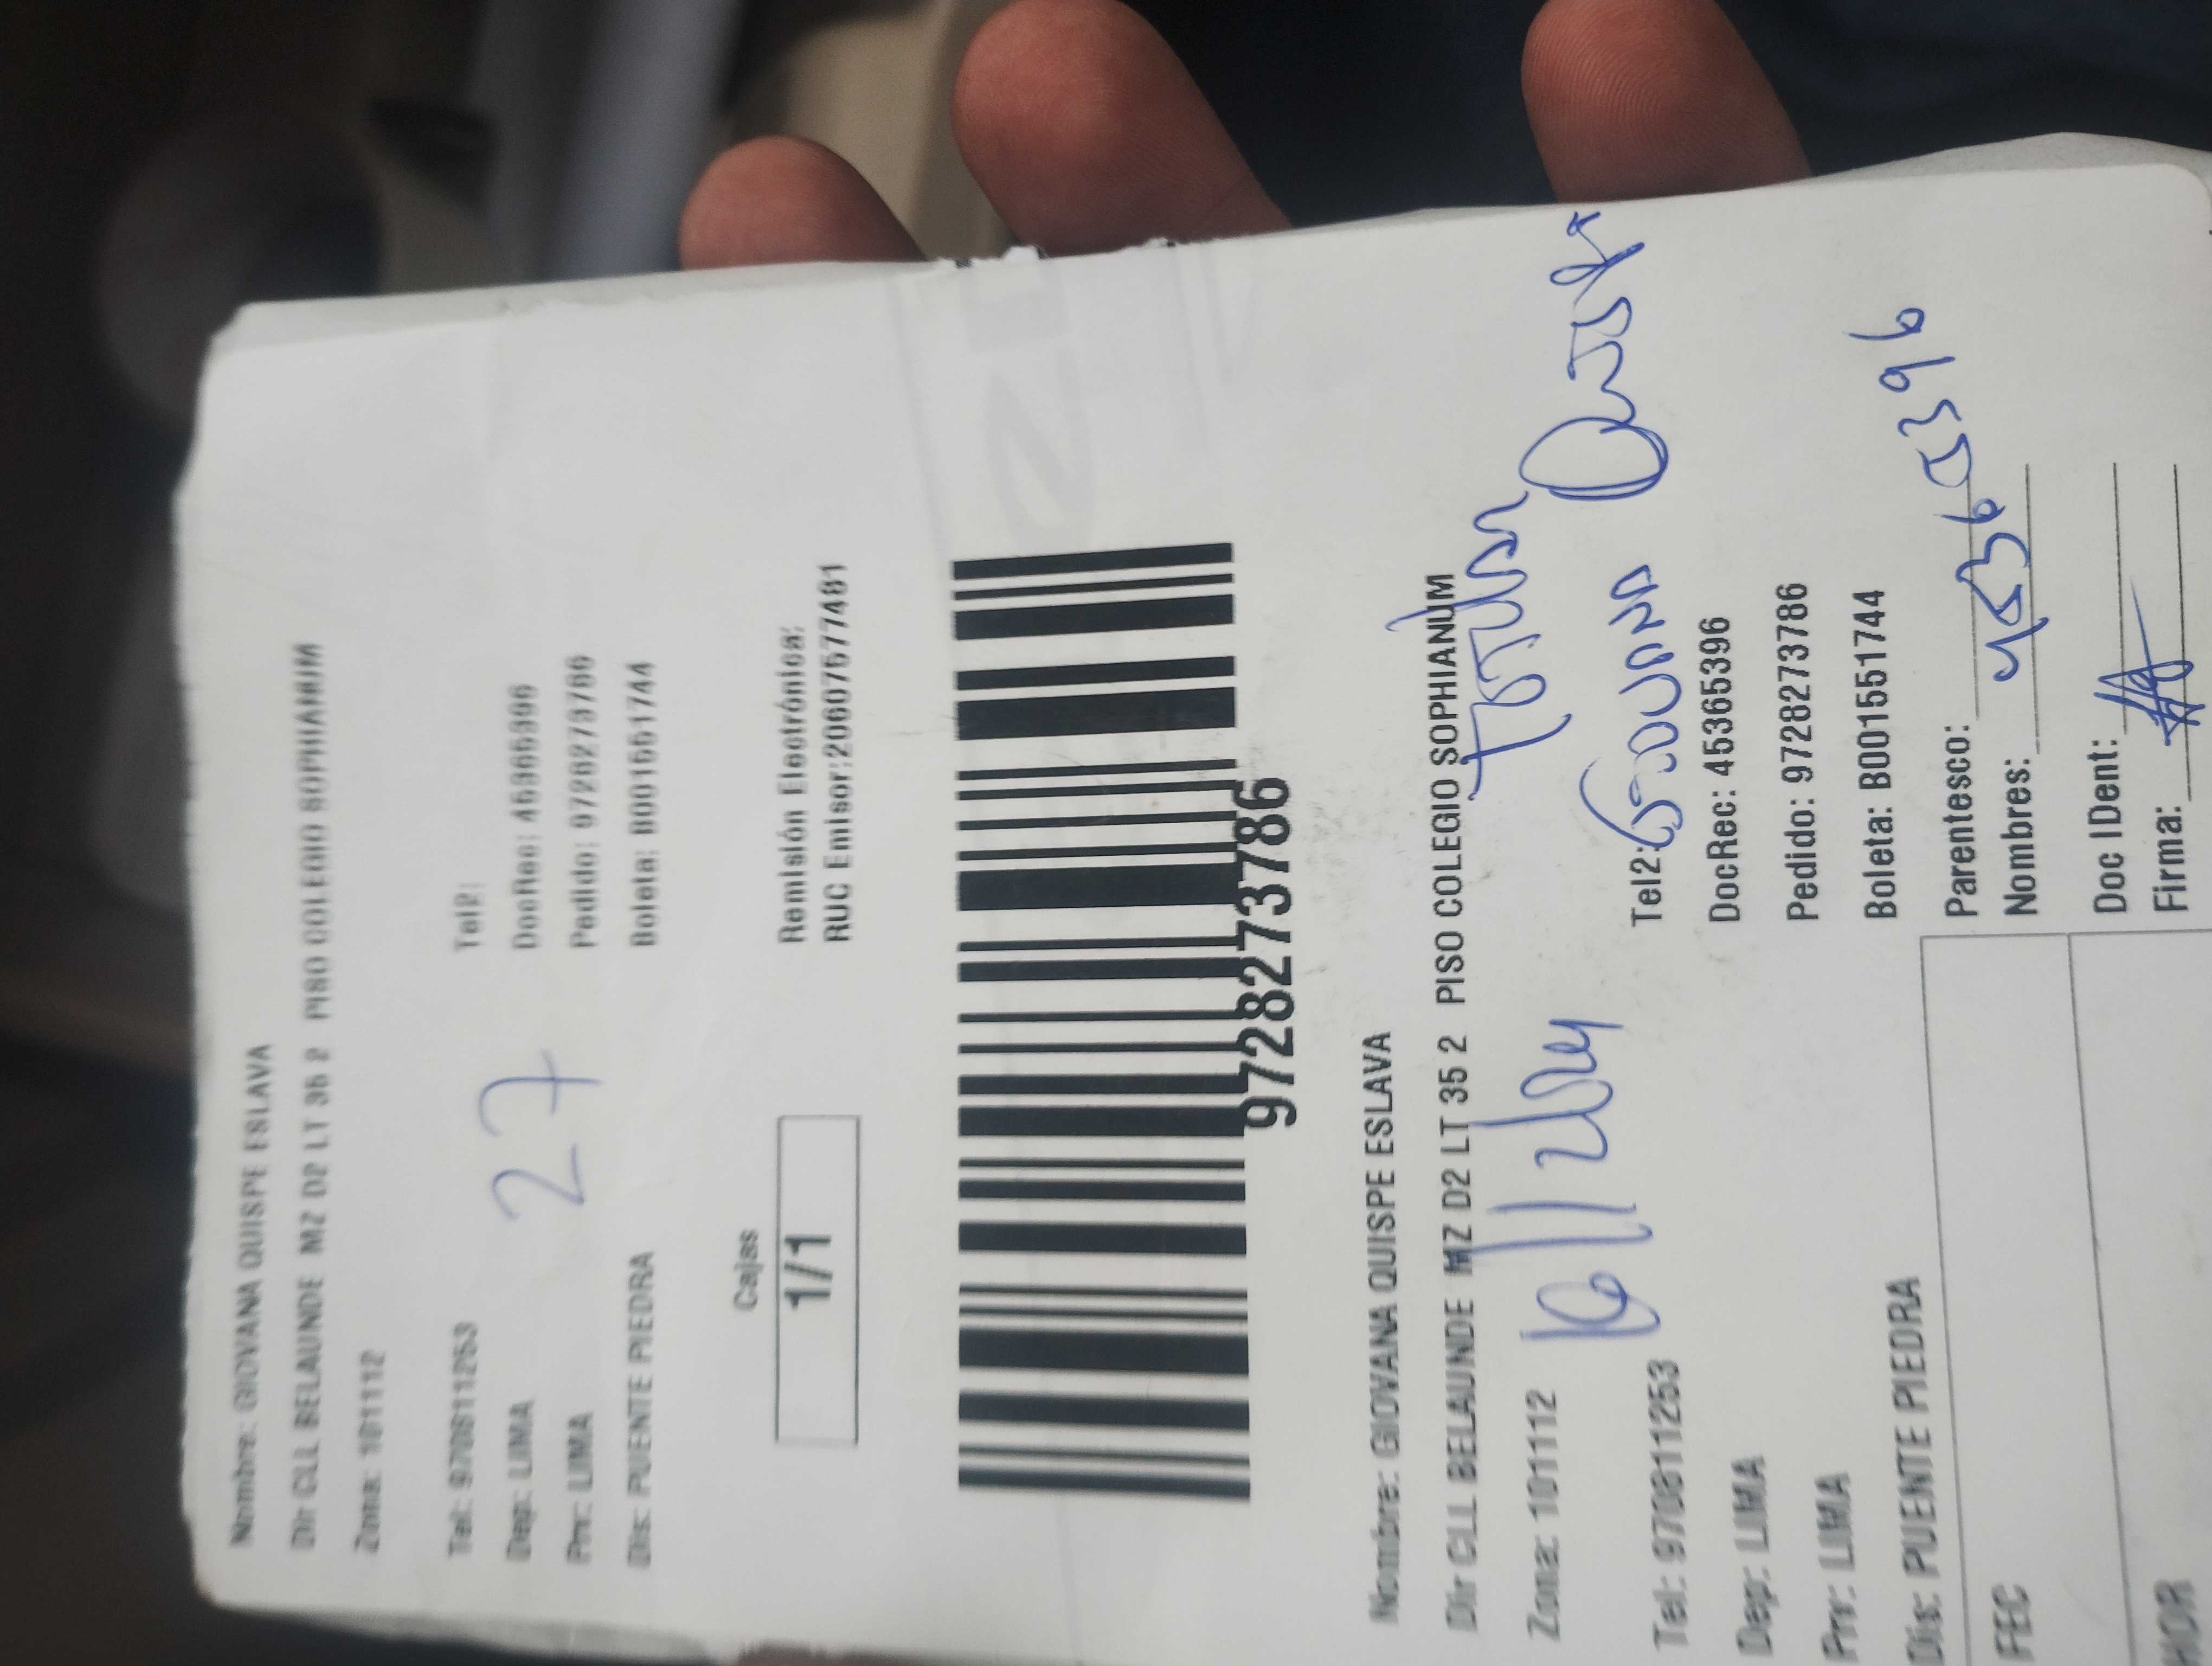 Nombre: GIOVANA QUISPE ESLAVA
Dir CLL BELAUNDE MZ D2 LT 35 2 PISO COLEGIO SOPHIANUM
Zona: 101112
Tel: 970811253 Tel2:
Dep: LIMA 27 DocRec: 45365396
Prv: LIMA Pedido: 9728273786
Dis: PUENTE PIEDRA Boleta: B001551744
Cajas Remisión Electrónica:
1/1 RUC Emisor:20607577481
9728273786
Nombre: GIOVANA QUISPE ESLAVA
Dir CLL BELAUNDE MZ D2 LT 35 2 PISO COLEGIO SOPHIANUM
Titular
Zona: 101112
Giovana Quispe
Tel: 970811253 Tel2:
Dep: LIMA DocRec: 45365396
Prv: LIMA Pedido: 9728273786
Dis: PUENTE PIEDRA Boleta: B001551744
FEC Parentesco:
Nombres: 45365396
HOR Doc IDent:
Firma: